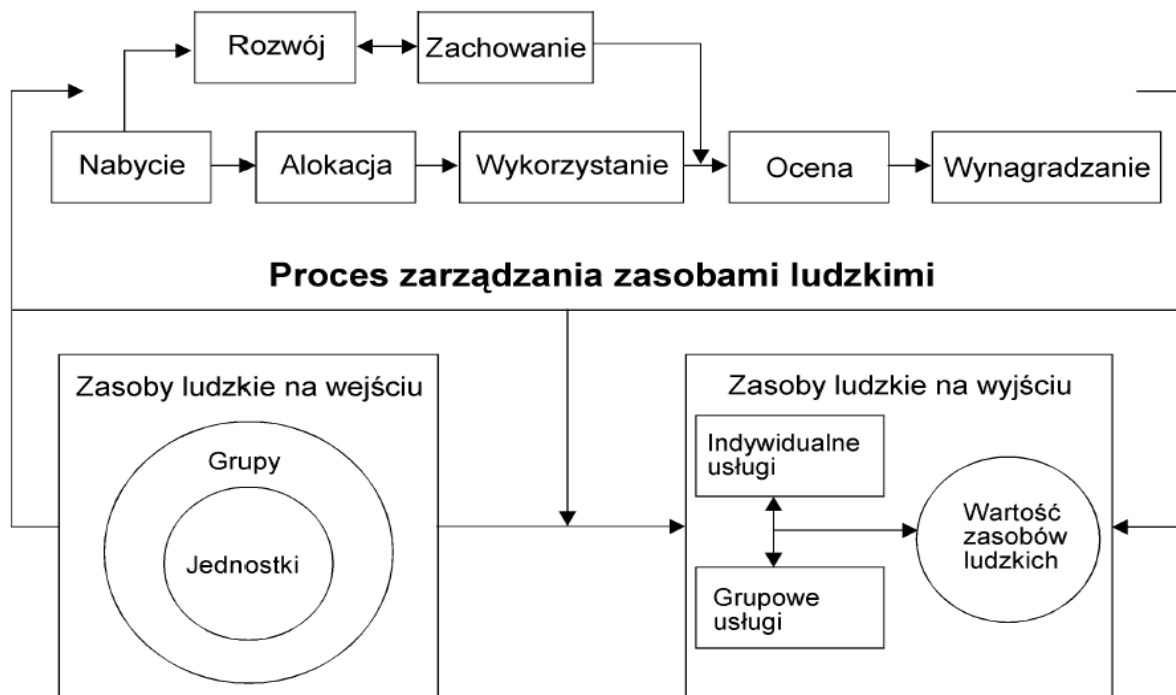 Rozwój
Zachowanie
Nabycie
Alokacja
Wykorzystanie
Ocena
Wynagradzanie
Proces zarządzania zasobami ludzkimi
Zasoby ludzkie na wejściu
Grupy
Jednostki
Zasoby ludzkie na wyjściu
Indywidualne
usługi
Wartość
zasobów
ludzkich
Grupowe
usługi